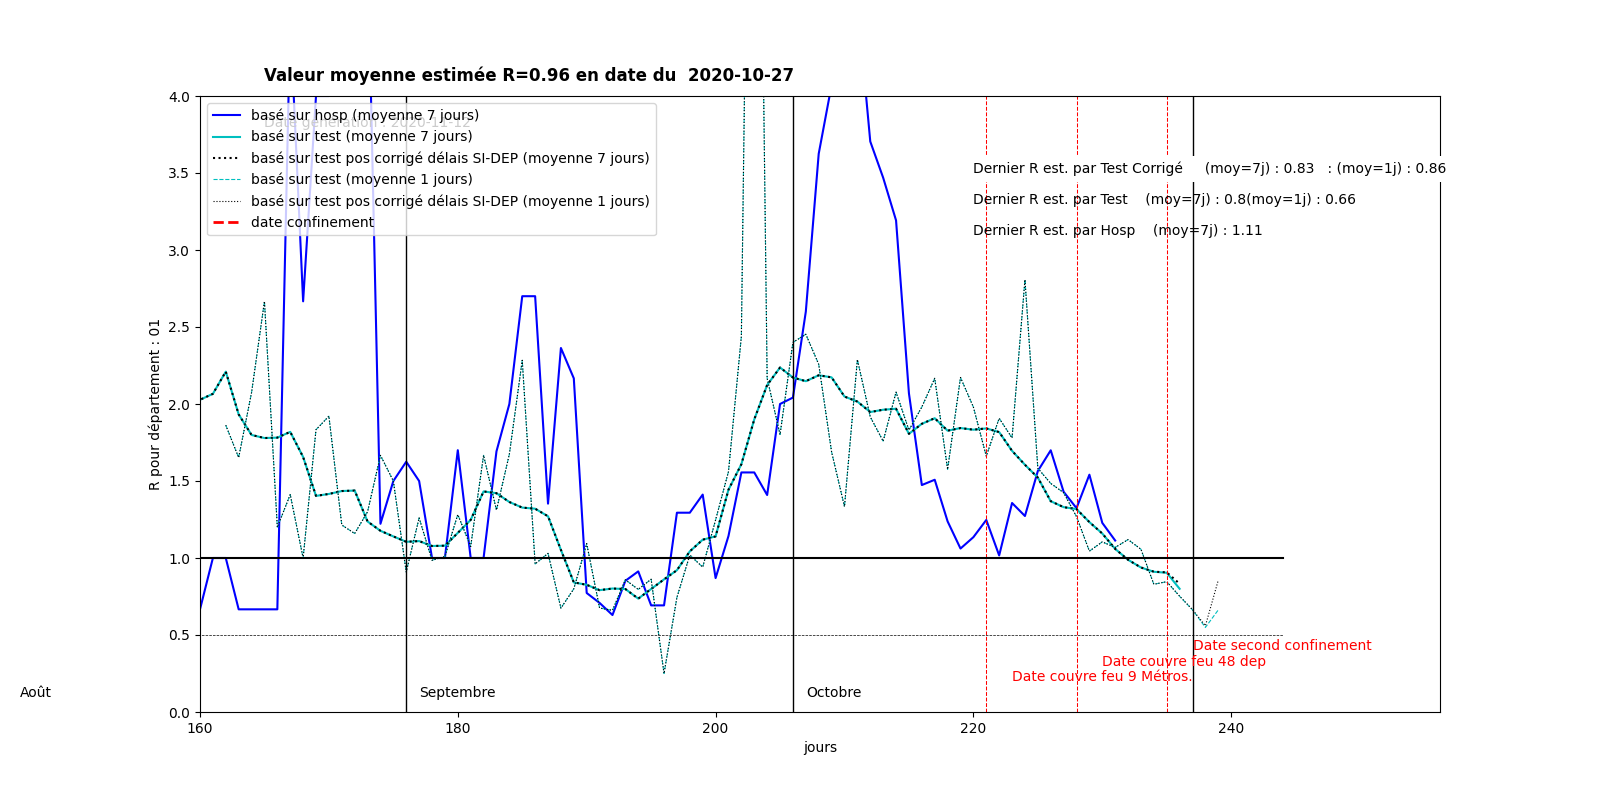 Valeur moyenne estimée R=0.96 en date du  2020-10-27
4.0
3.5
3.0
2.5
2.0
1.5
1.0
0.5
0.0
R pour département : 01
basé sur hosp (moyenne 7 jours)
Date génération : 2020-11-12
basé sur test (moyenne 7 jours)
basé sur test pos corrigé délais SI-DEP (moyenne 7 jours)
basé sur test (moyenne 1 jours)
basé sur test pos corrigé délais SI-DEP (moyenne 1 jours)
date confinement
Dernier R est. par Test Corrigé     (moy=7j) : 0.83   : (moy=1j) : 0.86
Dernier R est. par Test    (moy=7j) : 0.8(moy=1j) : 0.66
Dernier R est. par Hosp    (moy=7j) : 1.11
Date second confinement
Date couvre feu 48 dep
Date couvre feu 9 Métros.
Août
Septembre
Octobre
160
180
200
220
240
jours